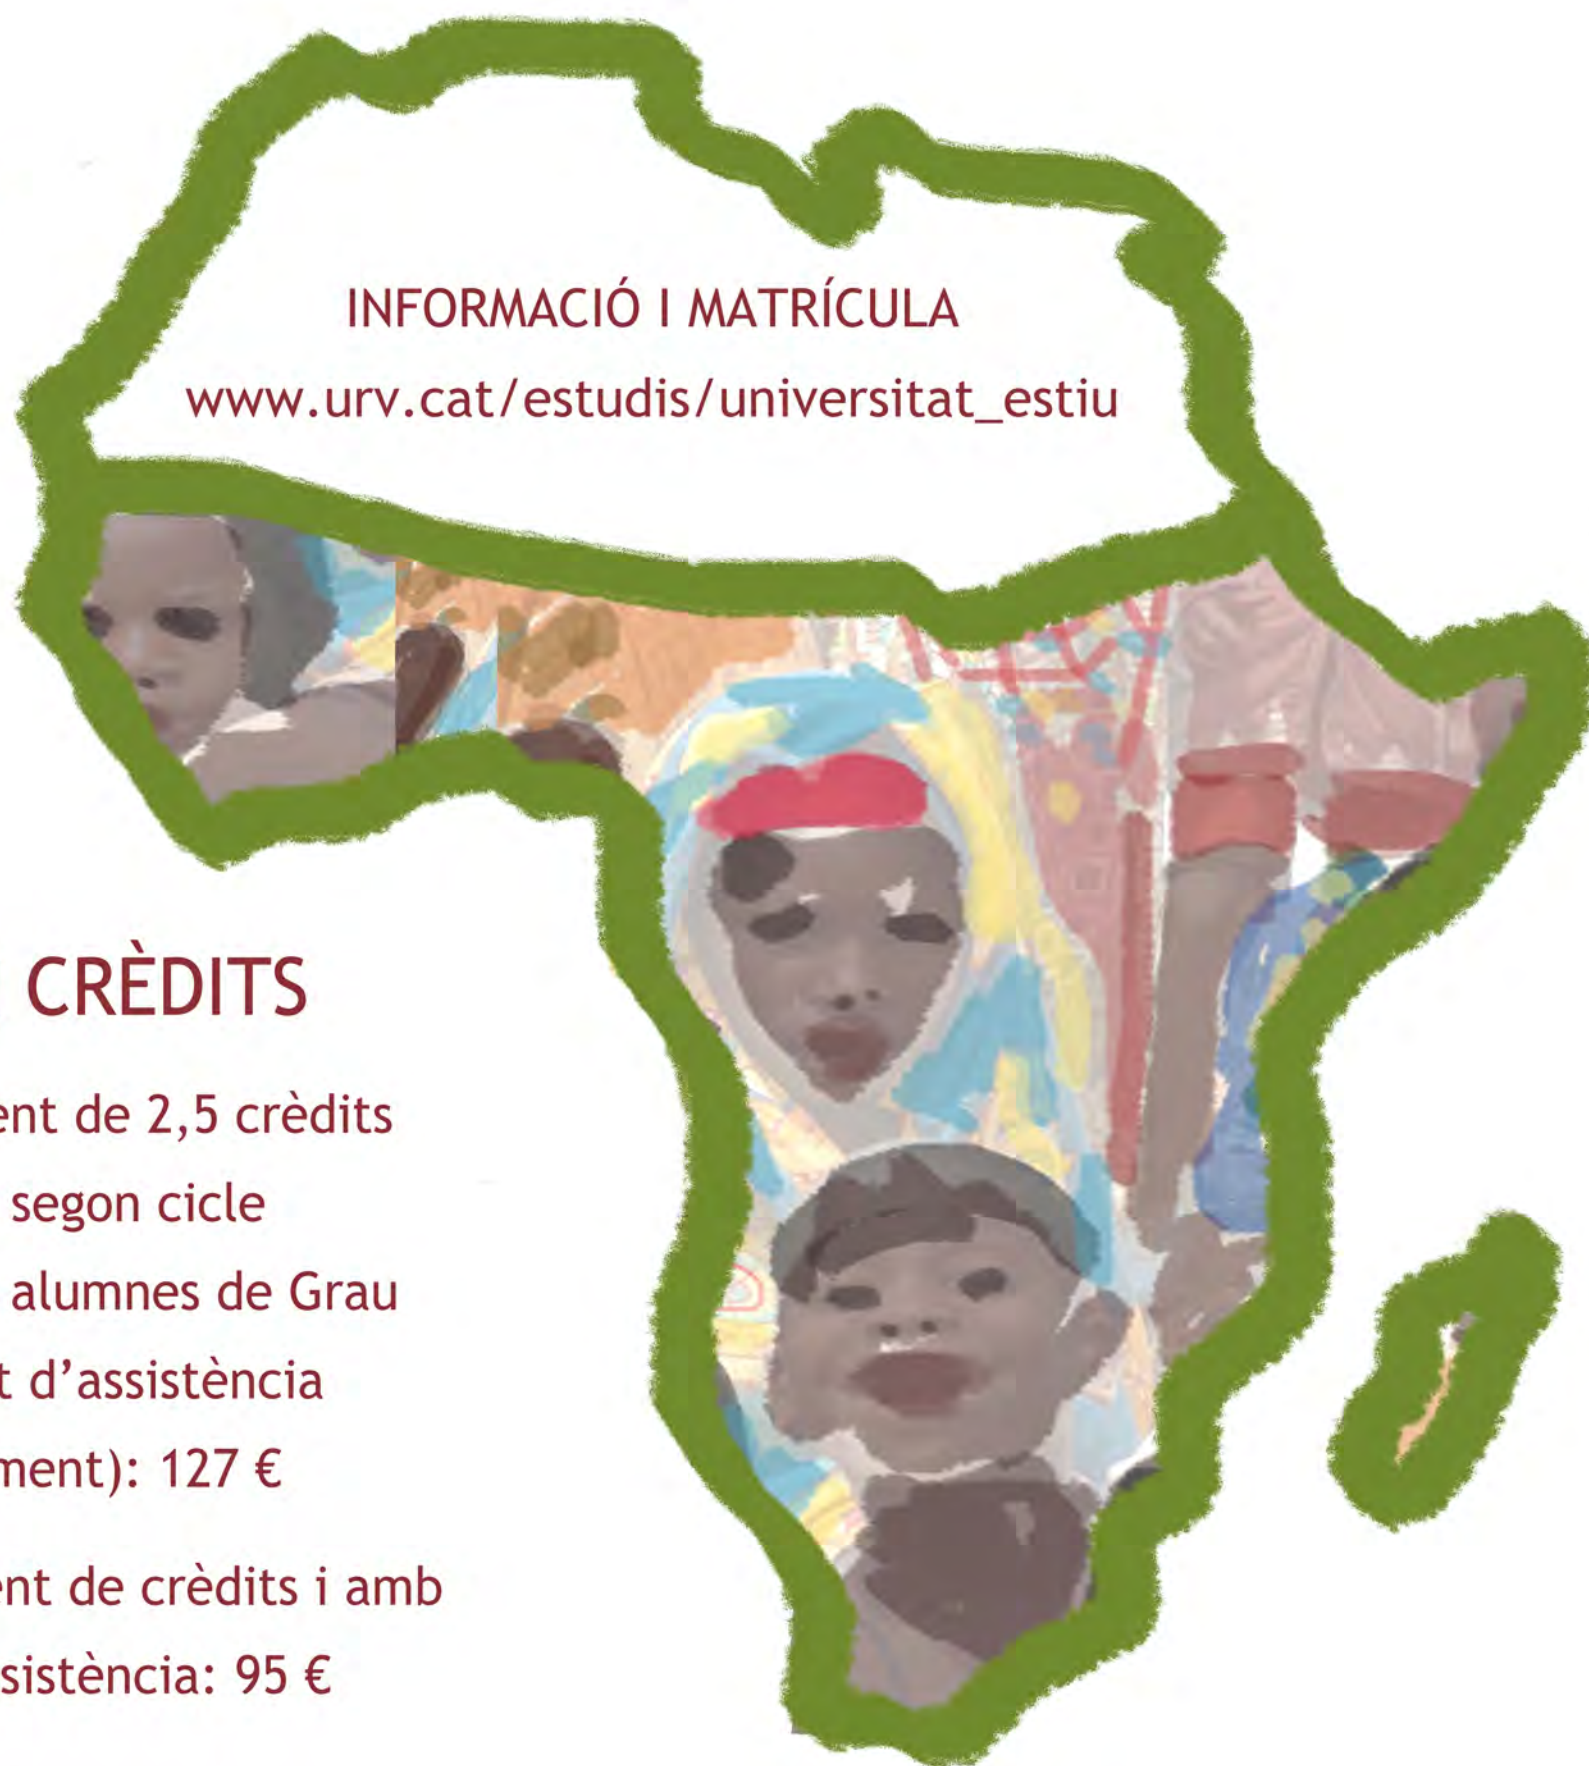 INFORMACIÓ I MATRÍCULA
www.urv.cat/estudis/universitat_estiu
CRÈDITS
ent de 2,5 crèdits
segon cicle
alumnes de Grau
t d’assistència
ment): 127 €
ent de crèdits i amb
sistència: 95 €